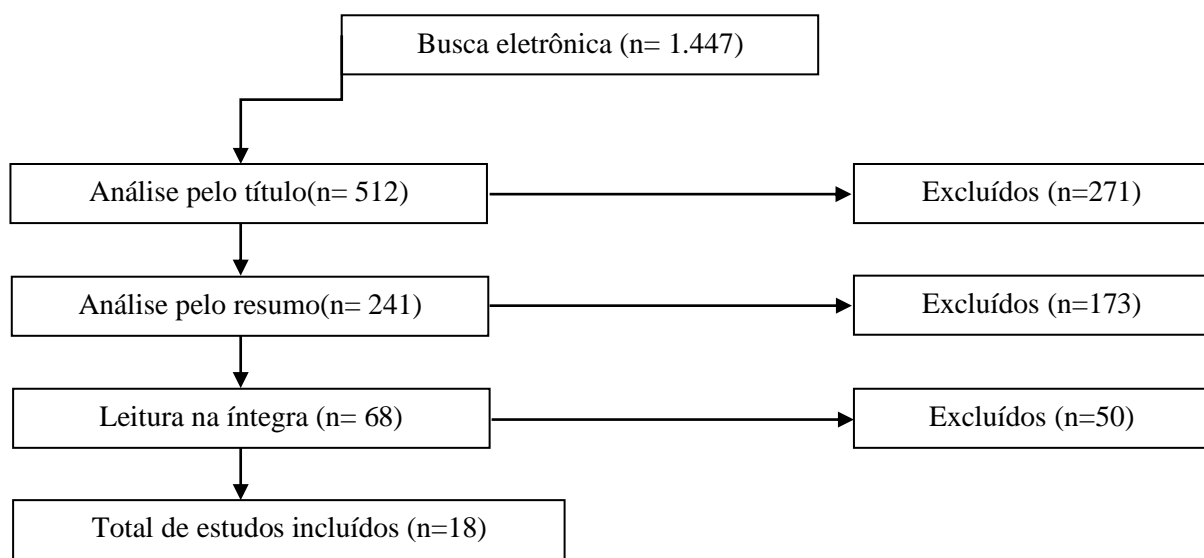 Busca eletrônica (n= 1.447)
Análise pelo título(n= 512)
Excluídos (n=271)
Análise pelo resumo(n= 241)
Excluídos (n=173)
Leitura na íntegra (n= 68)
Excluídos (n=50)
Total de estudos incluídos (n=18)